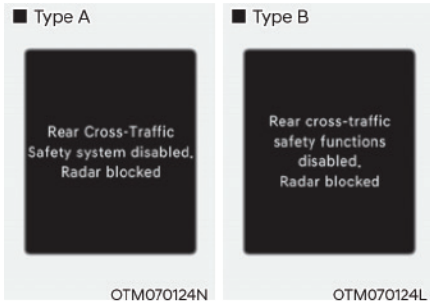 ■ Type A
Rear Cross-Traffic
Safety system disabled.
Radar blocked
OTM070124N
■ Type B
Rear cross-traffic
safety functions
disabled.
Radar blocked
OTM070124L